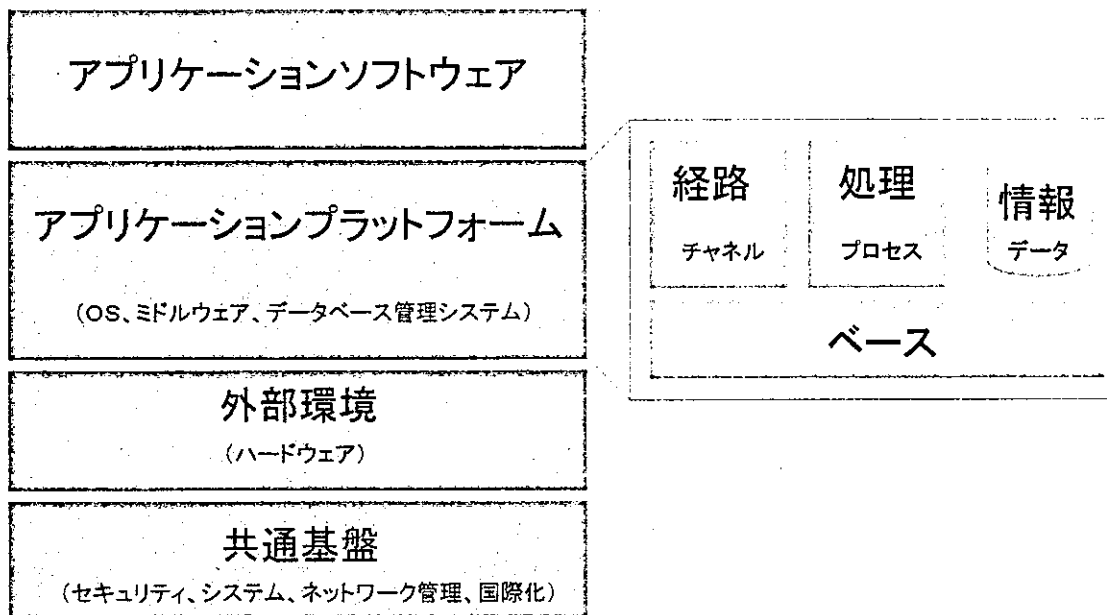 アプリケーションソフトウェア
アプリケーションプラットフォーム
(OS、ミドルウェア、データベース管理システム)
外部環境
(ハードウェア)
共通基盤
(セキュリティ、システム、ネットワーク管理、国際化)
経路
チャネル
処理
プロセス
情報
データ
ベース